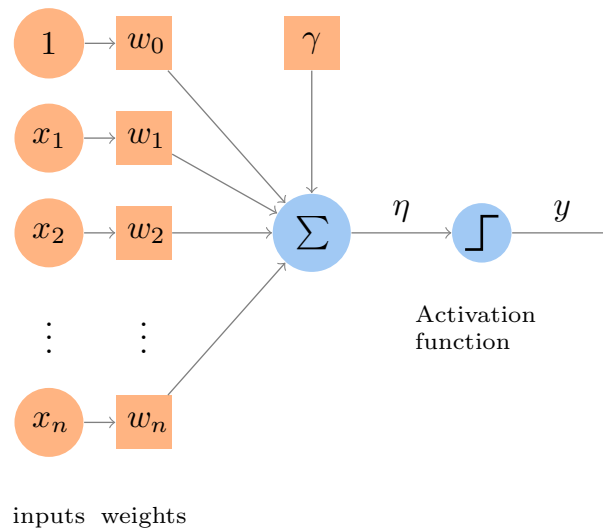 1 w₀ γ
x₁ w₁
x₂ w₂ Σ η y
⋮ ⋮
Activation
function
xₙ wₙ
inputs weights